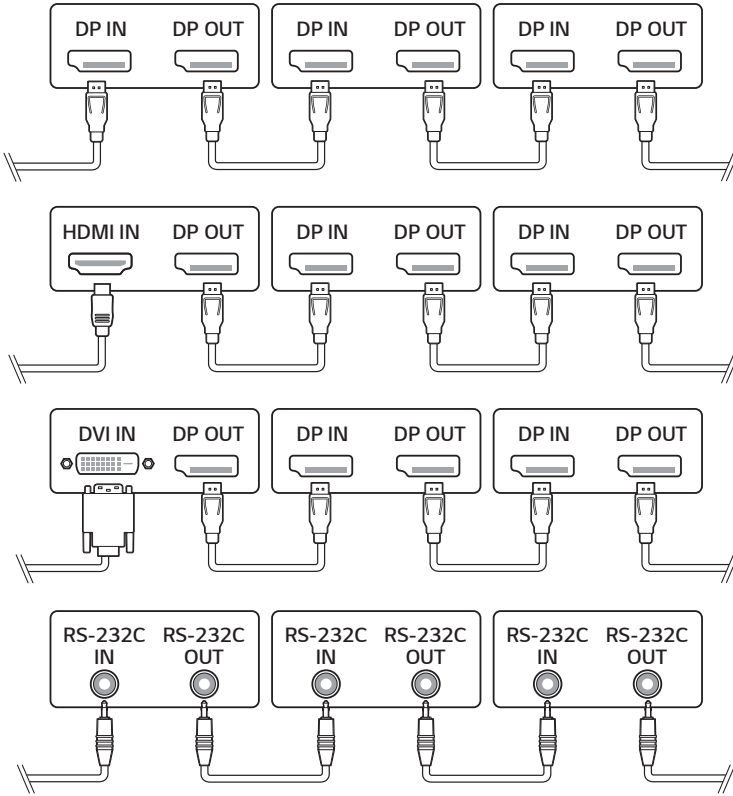 DP IN DP OUT DP IN DP OUT DP IN DP OUT
HDMI IN DP OUT DP IN DP OUT DP IN DP OUT
DVI IN DP OUT DP IN DP OUT DP IN DP OUT
RS-232C RS-232C RS-232C RS-232C RS-232C RS-232C
IN OUT IN OUT IN OUT